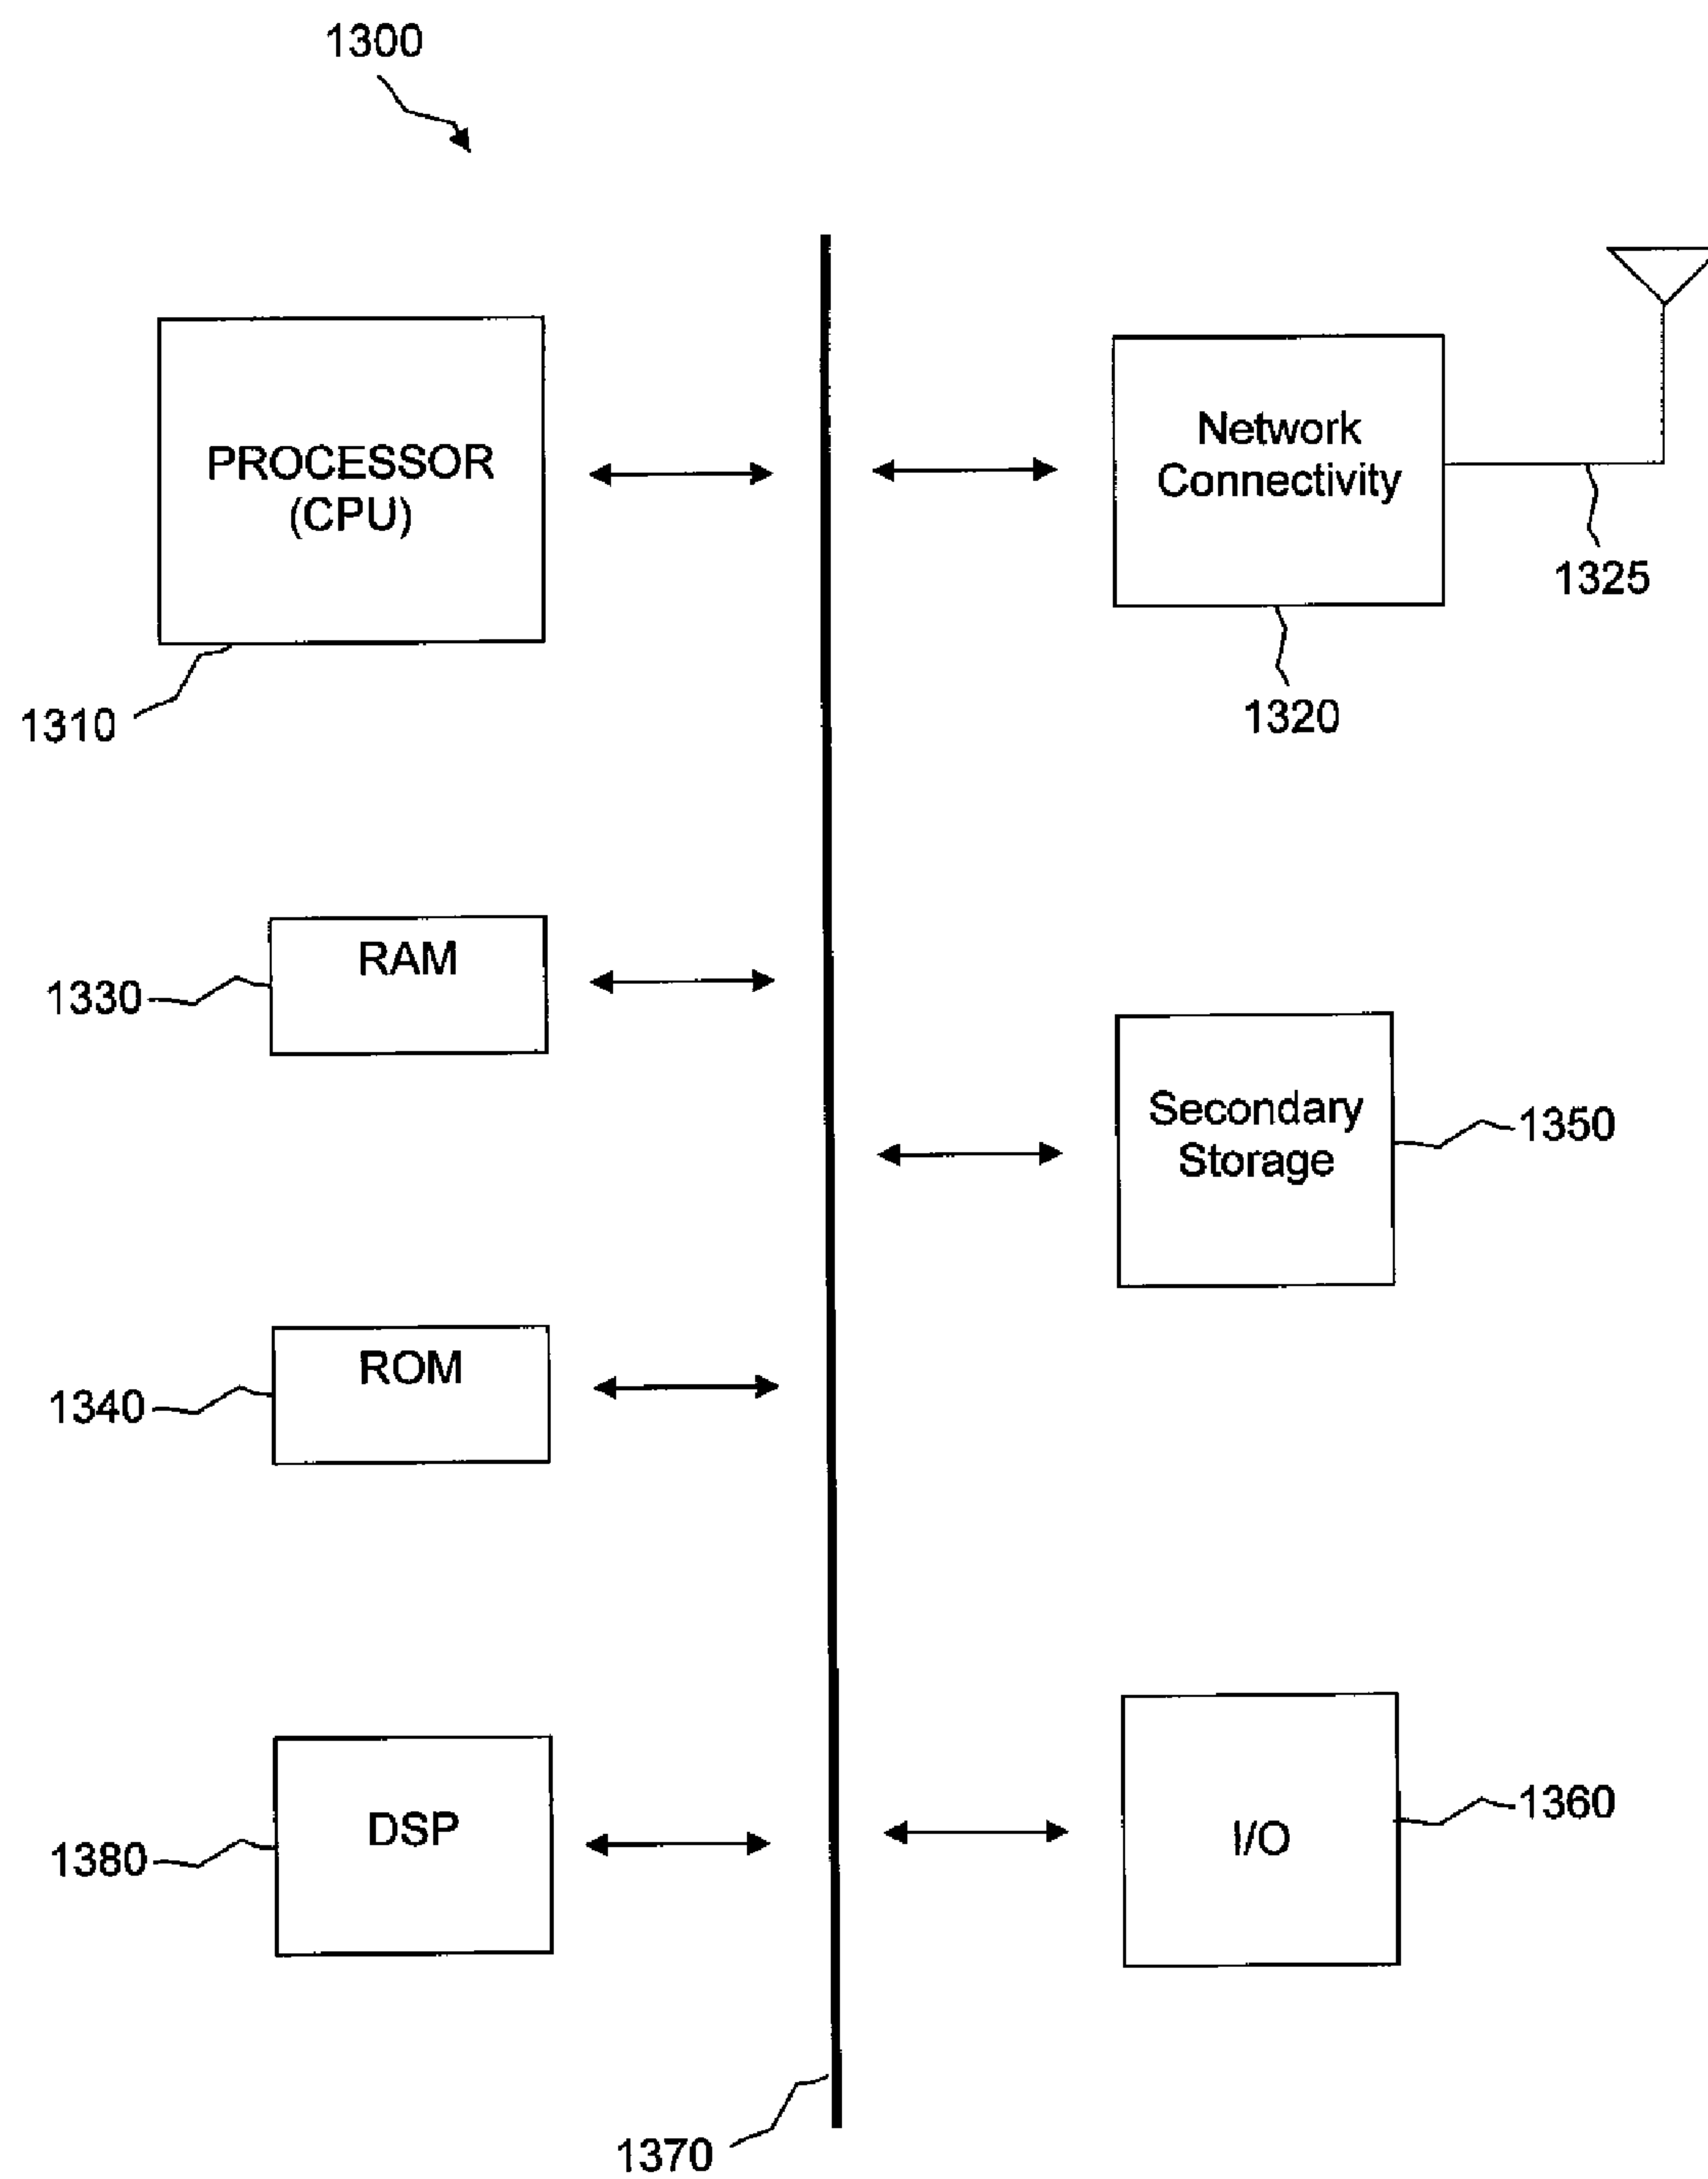 1300
PROCESSOR
(CPU)
1310
Network
Connectivity
1325
1320
RAM
1330
Secondary
Storage
1350
ROM
1340
DSP
1380
I/O
1360
1370